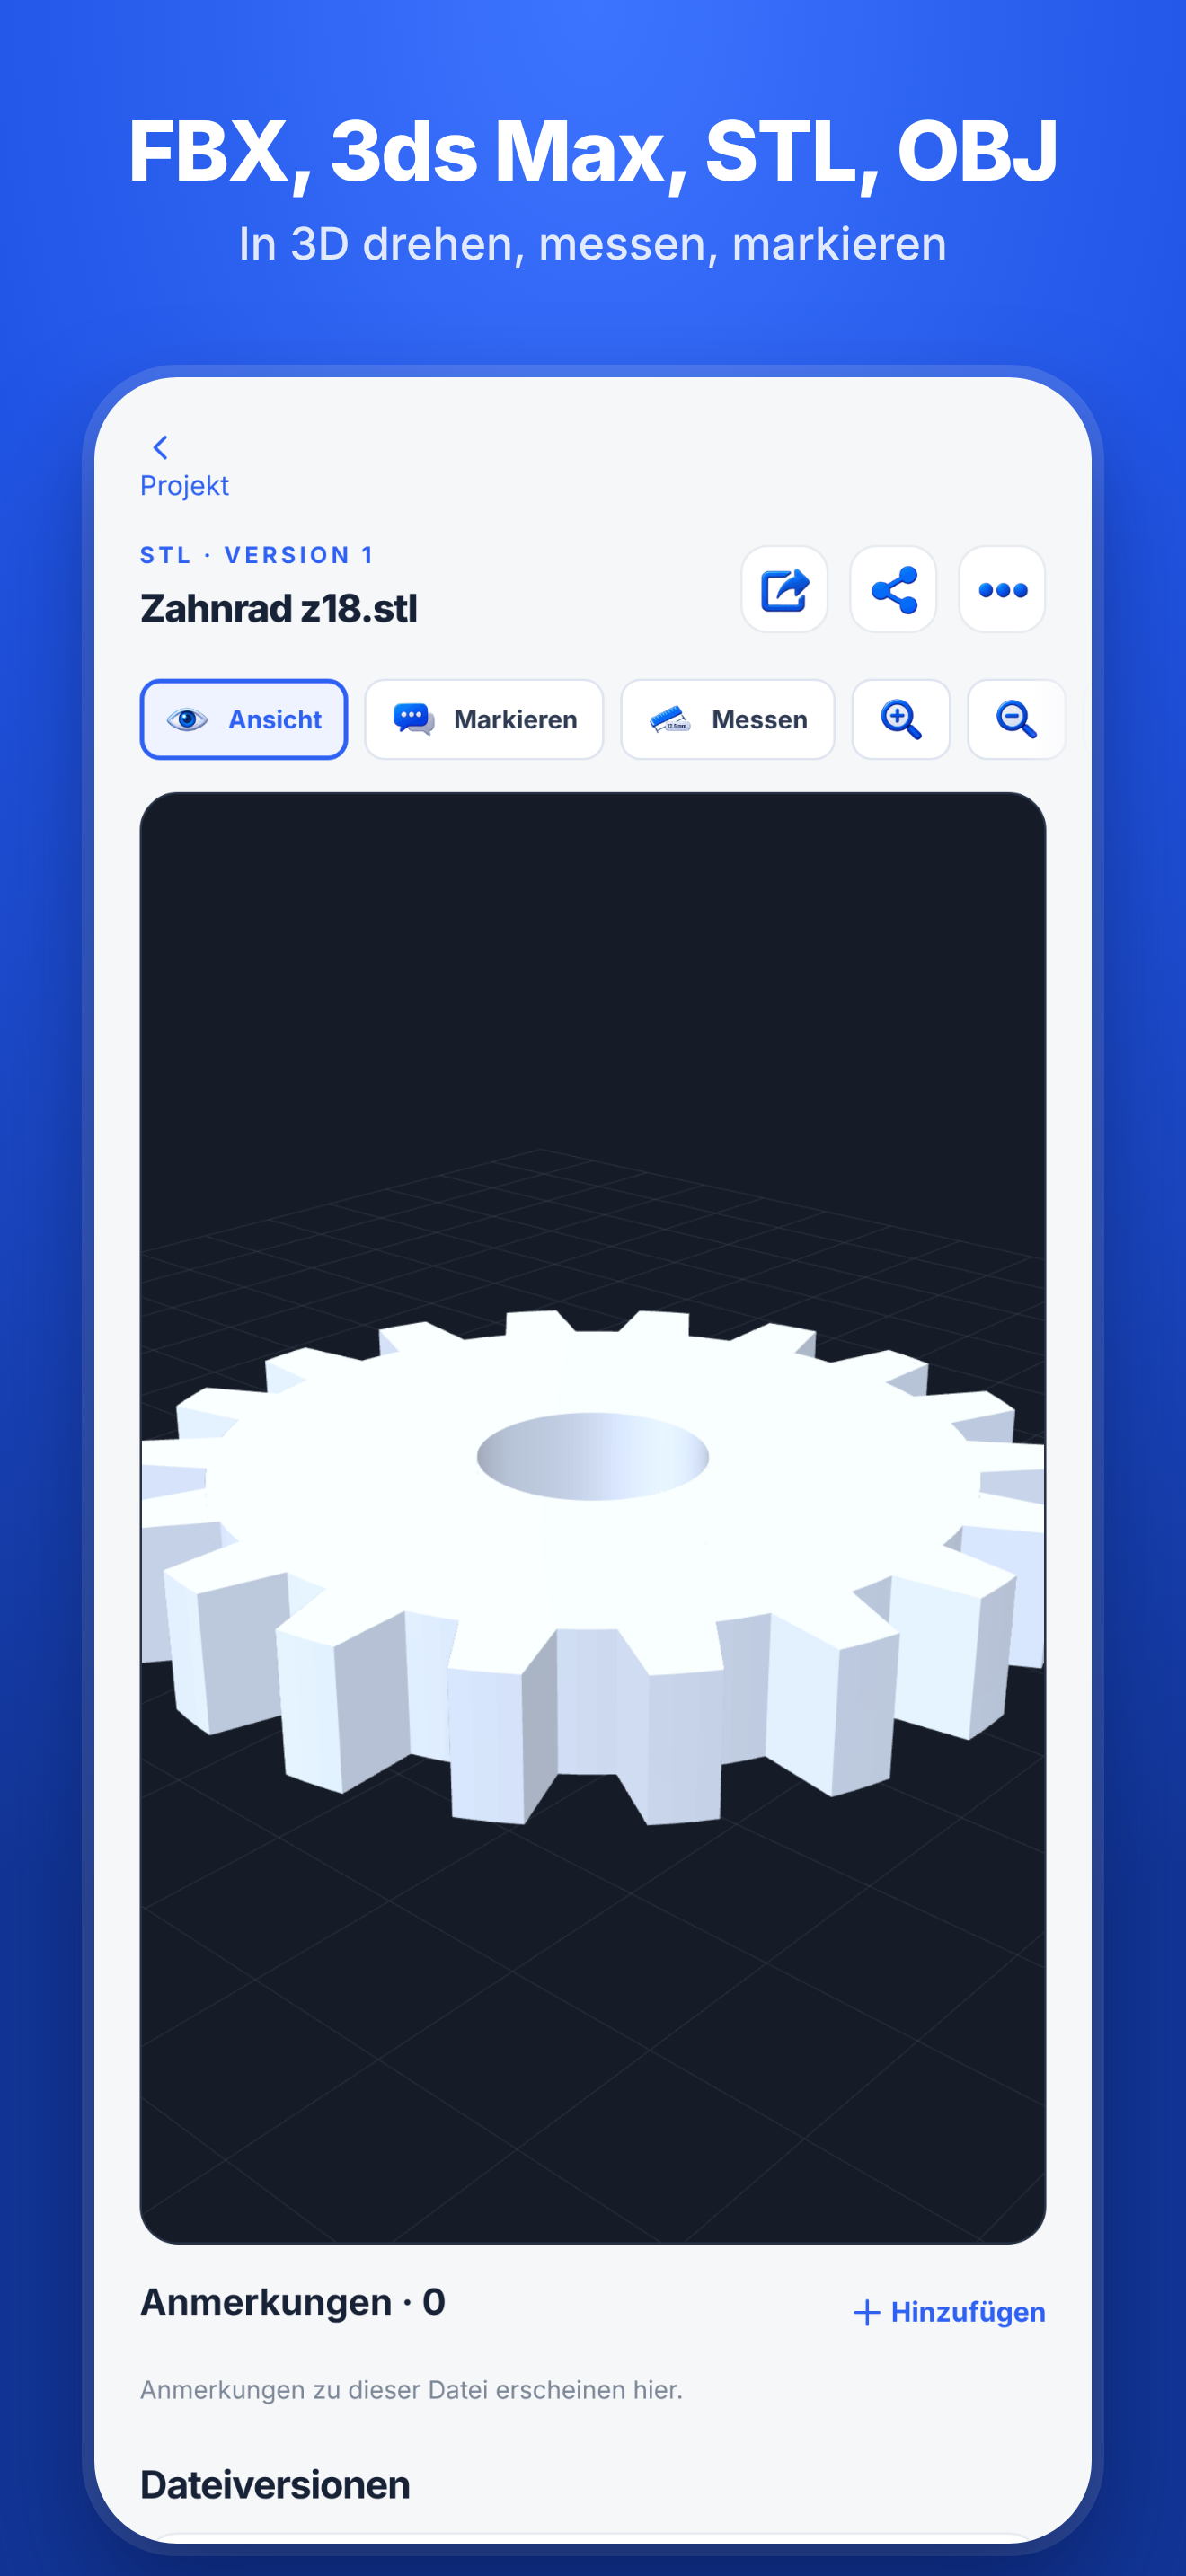 FBX, 3ds Max, STL, OBJ
In 3D drehen, messen, markieren
Projekt
STL · VERSION 1
Zahnrad z18.stl
Ansicht
Markieren
Messen
Anmerkungen · 0
Hinzufügen
Anmerkungen zu dieser Datei erscheinen hier.
Dateiversionen